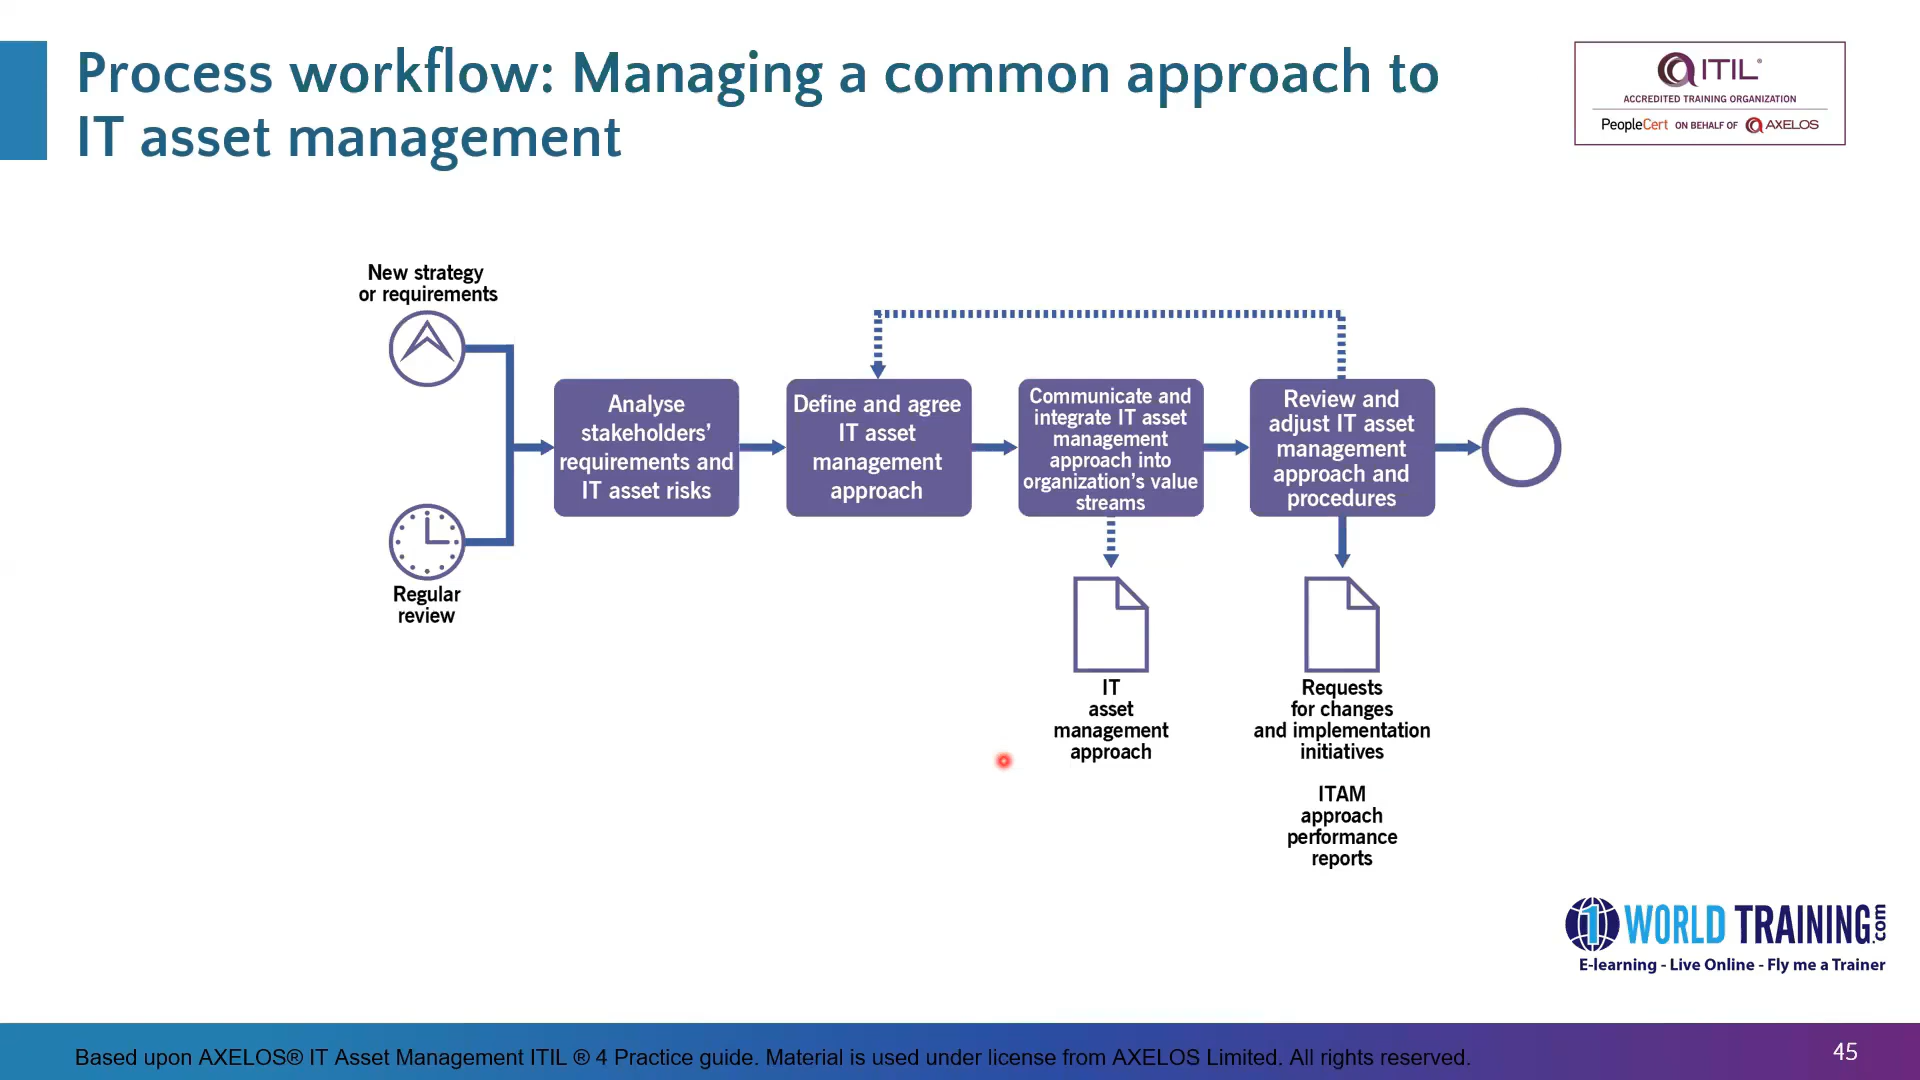 Process workflow: Managing a common approach to
IT asset management
ITIL®
ACCREDITED TRAINING ORGANIZATION
PeopleCert ON BEHALF OF AXELOS
New strategy
or requirements
Regular
review
Analyse
stakeholders'
requirements and
IT asset risks
Define and agree
IT asset
management
approach
Communicate and
integrate IT asset
management
approach into
organization's value
streams
Review and
adjust IT asset
management
approach and
procedures
IT
asset
management
approach
Requests
for changes
and implementation
initiatives
ITAM
approach
performance
reports
1 WORLD TRAINING.com
E-learning - Live Online - Fly me a Trainer
Based upon AXELOS® IT Asset Management ITIL ® 4 Practice guide. Material is used under license from AXELOS Limited. All rights reserved.
45